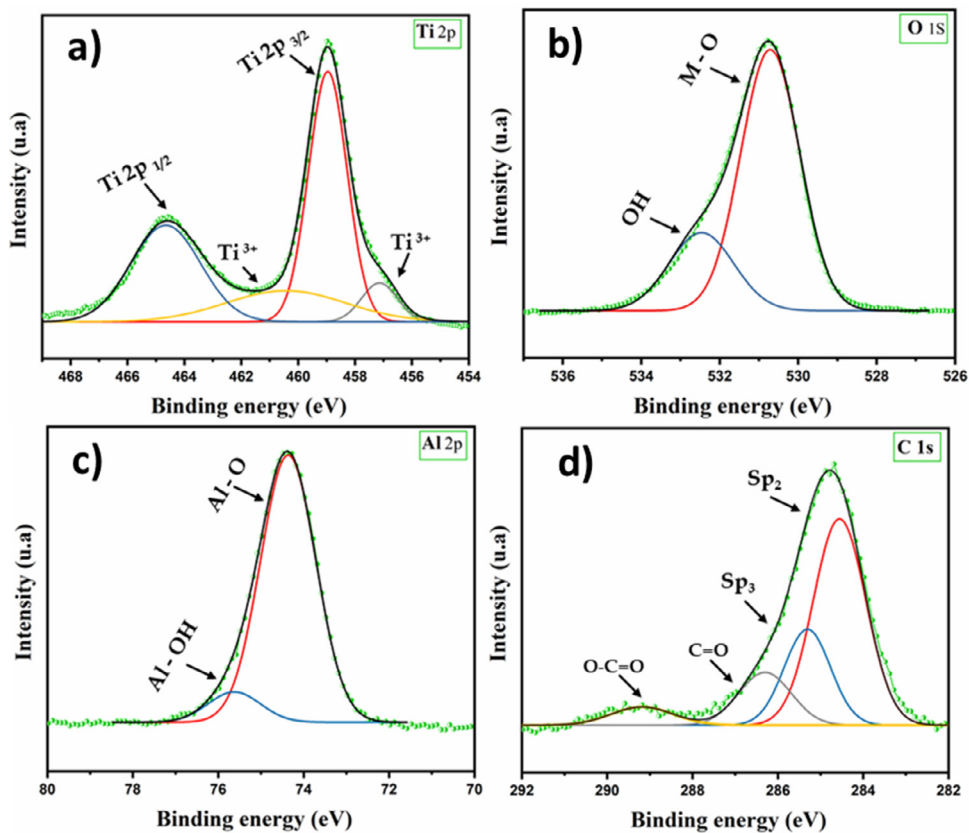 a)
Ti 2p
Ti 2p 3/2
Ti 2p 1/2
Ti 3+
Ti 3+
Intensity (u.a)
468 466 464 462 460 458 456 454
Binding energy (eV)
b)
O 1S
M - O
OH
Intensity (u.a)
536 534 532 530 528 526
Binding energy (eV)
c)
Al 2p
Al - O
Al - OH
Intensity (u.a)
80 78 76 74 72 70
Binding energy (eV)
d)
C 1s
Sp2
Sp3
C=O
O-C=O
Intensity (u.a)
292 290 288 286 284 282
Binding energy (eV)